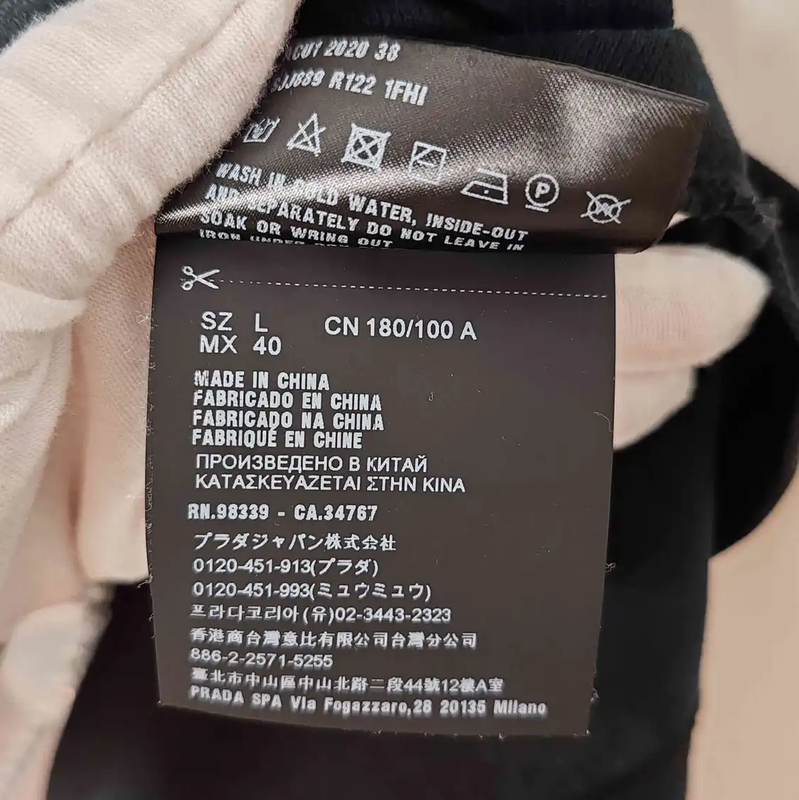 CUT 2020 38
SJJ689 R122 1FHI
P
WASH IN COLD WATER, INSIDE-OUT
AND SEPARATELY DO NOT LEAVE IN
SOAK OR WRING OUT
IRON UNDER
SZ L CN 180/100 A
MX 40
MADE IN CHINA
FABRICADO EN CHINA
FABRICADO NA CHINA
FABRIQUÉ EN CHINE
ПРОИЗВЕДЕНО В КИТАЙ
ΚΑΤΑΣΚΕΥΑΖΕΤΑΙ ΣΤΗΝ ΚΙΝΑ
RN.98339 - CA.34767
プラダジャパン株式会社
0120-451-913(プラダ)
0120-451-993(ミュウミュウ)
프라다코리아(유)02-3443-2323
香港商台灣意比有限公司台灣分公司
886-2-2571-5255
臺北市中山區中山北路二段44號12樓A室
PRADA SPA Via Fogazzaro,28 20135 Milano